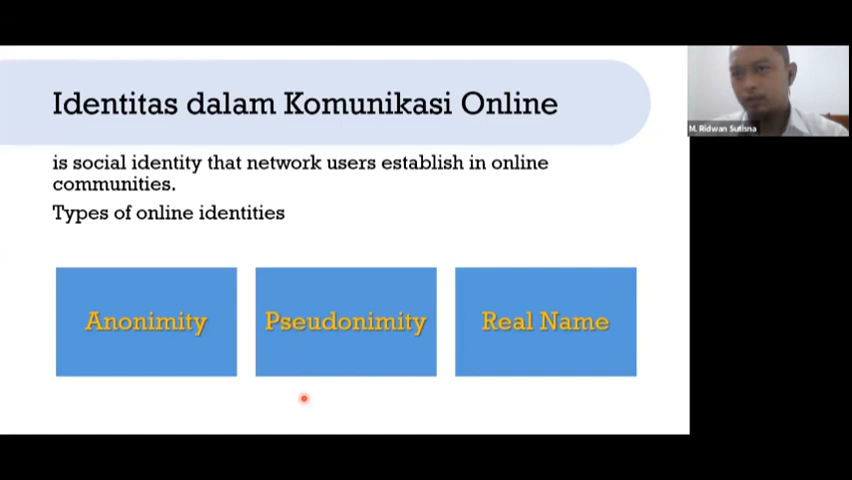 Identitas dalam Komunikasi Online
M. Ridwan Sutisna
is social identity that network users establish in online
communities.
Types of online identities
Anonimity
Pseudonimity
Real Name